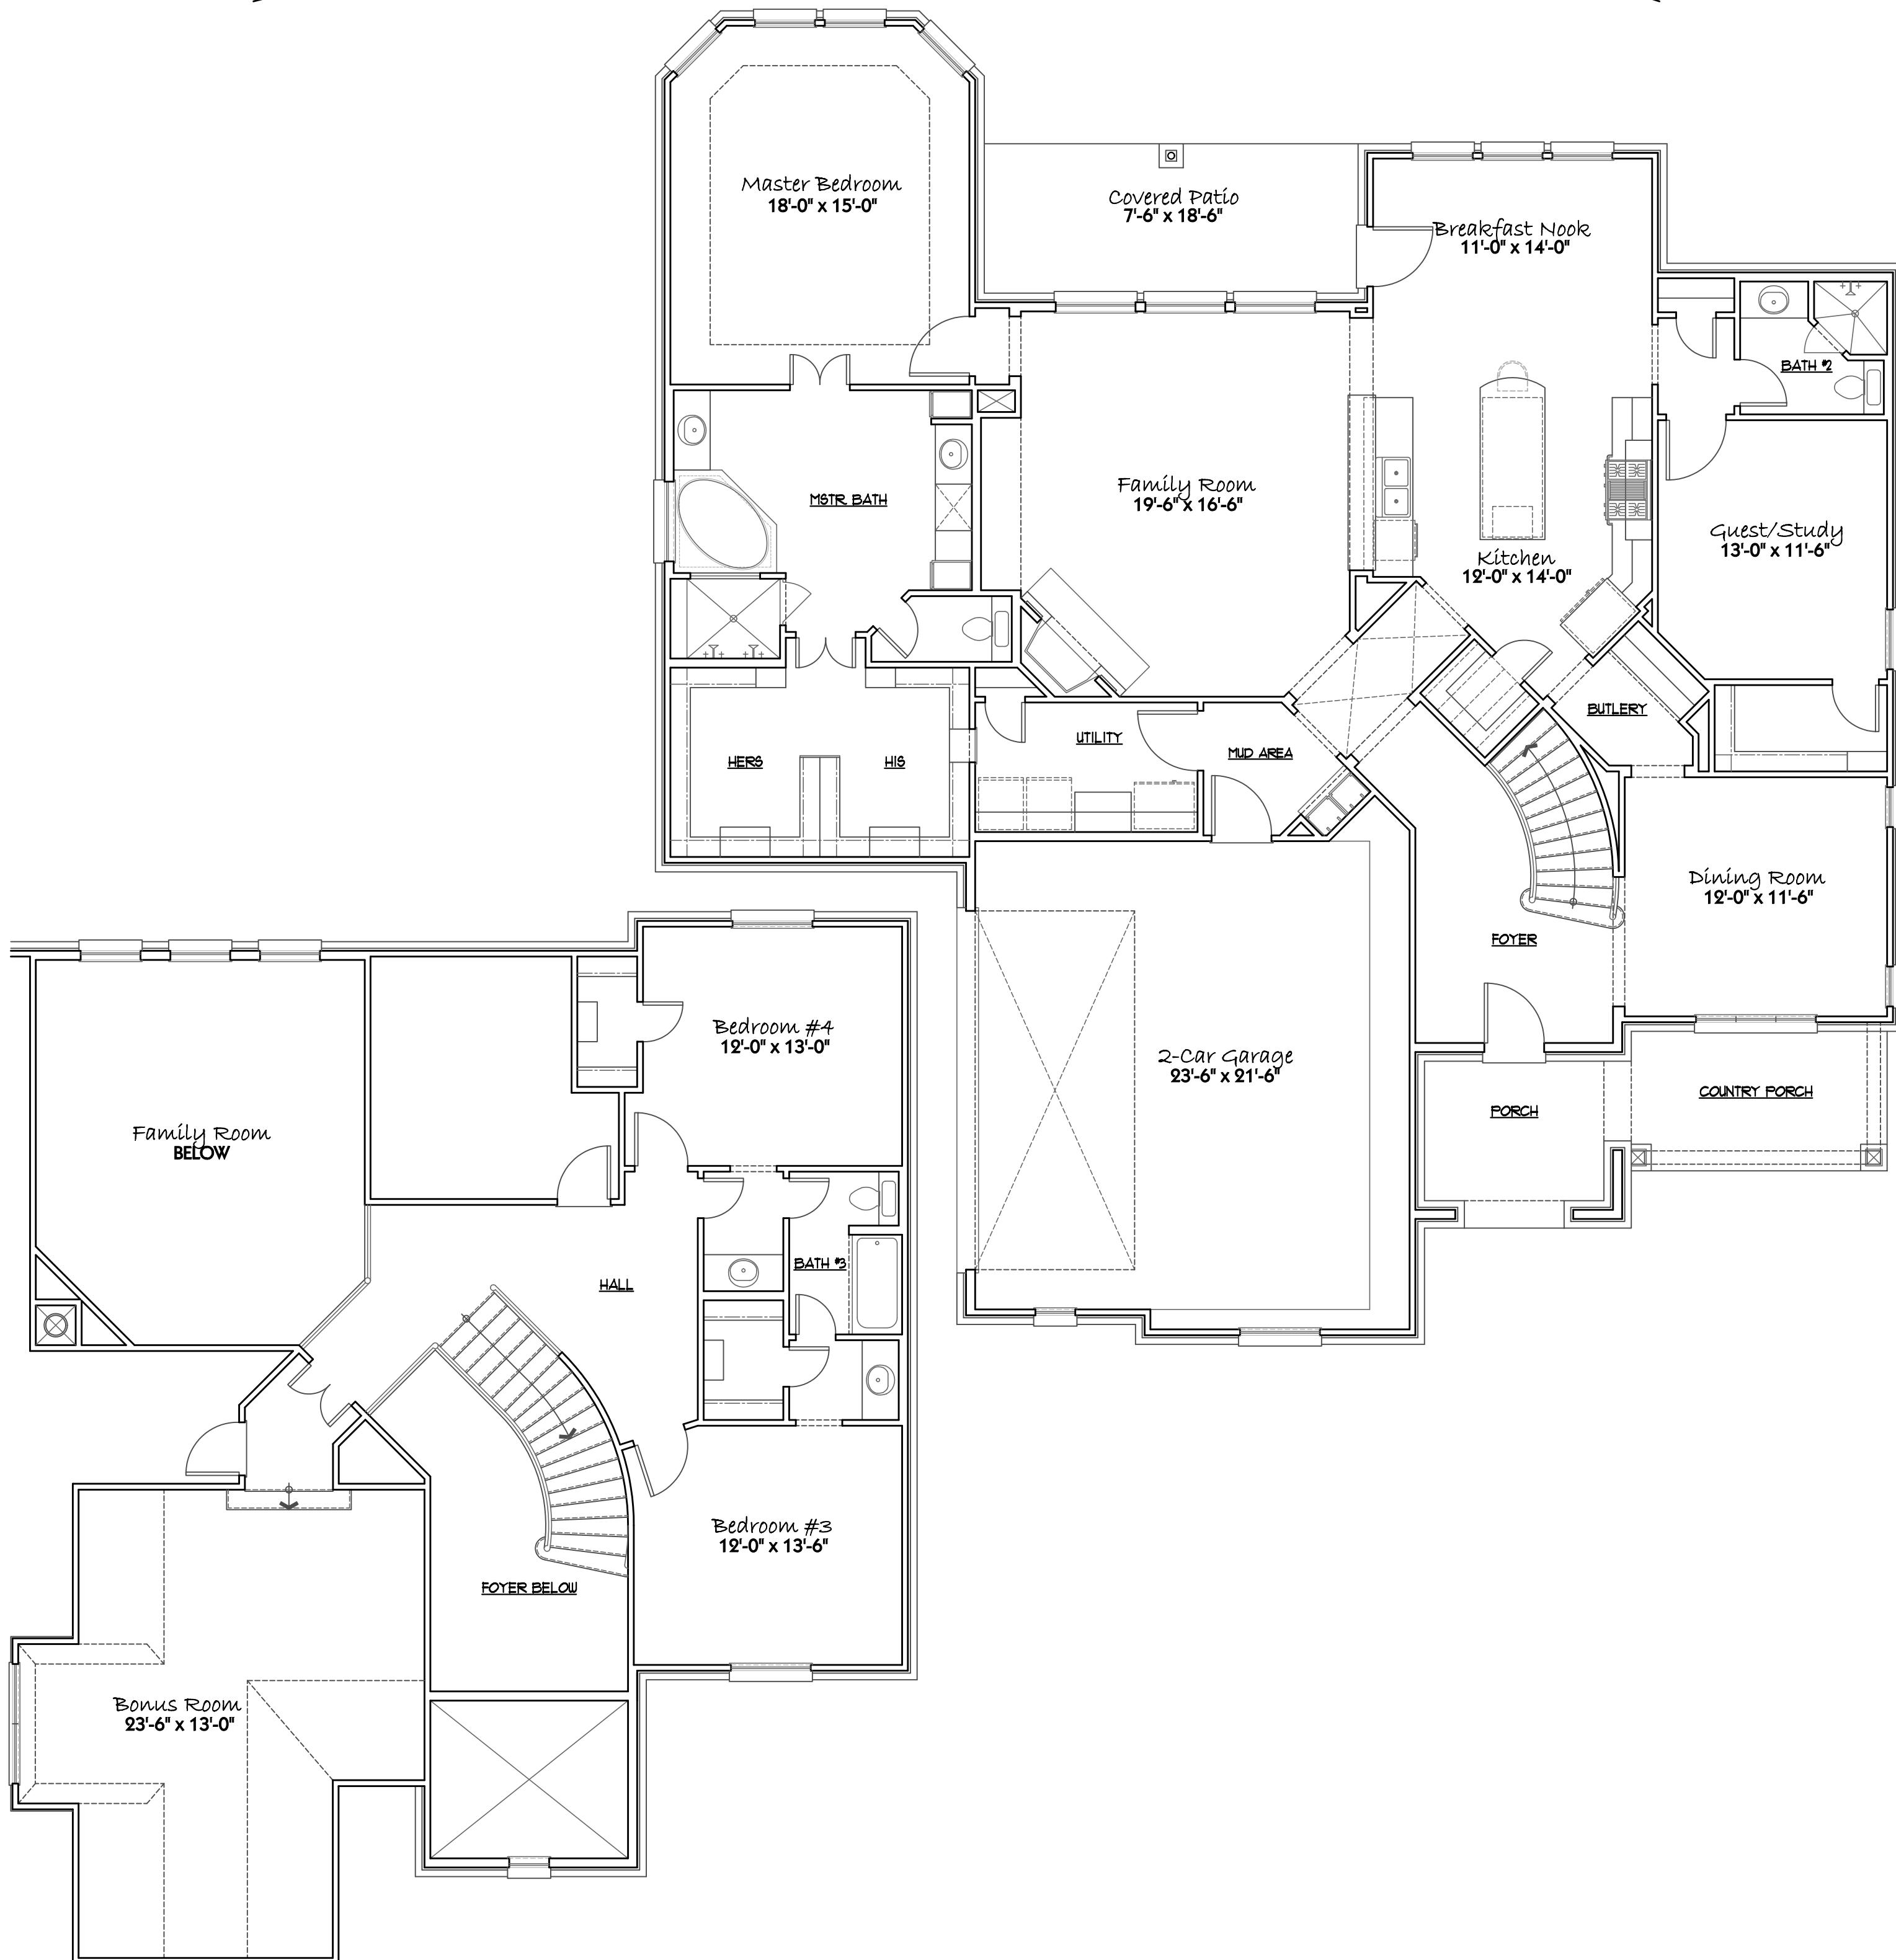 Master Bedroom
18'-0" x 15'-0"
Covered Patio
7'-6" x 18'-6"
Breakfast Nook
11'-0" x 14'-0"
BATH #2
MSTR BATH
Family Room
19'-6" x 16'-6"
Guest/Study
13'-0" x 11'-6"
Kitchen
12'-0" x 14'-0"
BUTLERY
UTILITY
MUD AREA
HERS
HIS
Dining Room
12'-0" x 11'-6"
FOYER
2-Car Garage
23'-6" x 21'-6"
PORCH
COUNTRY PORCH
Bedroom #4
12'-0" x 13'-0"
Family Room
BELOW
BATH #3
HALL
Bedroom #3
12'-0" x 13'-6"
FOYER BELOW
Bonus Room
23'-6" x 13'-0"